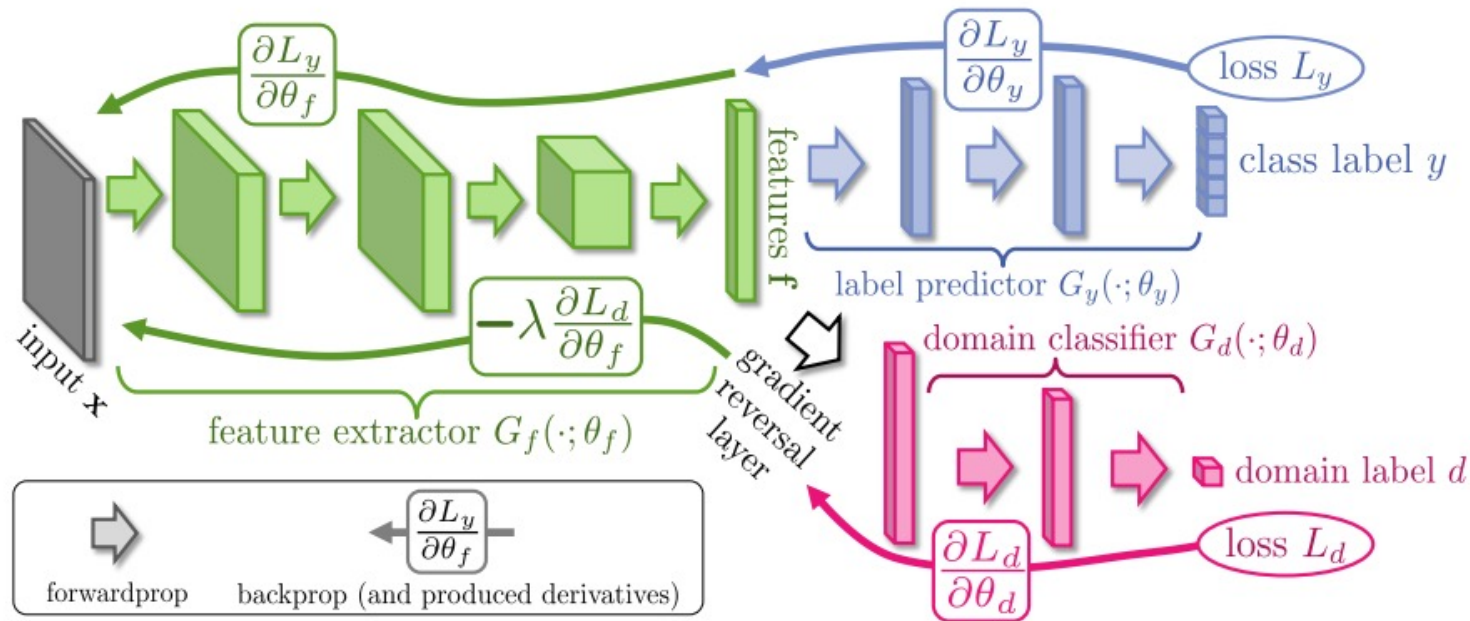 ∂L_y/∂θ_f
∂L_y/∂θ_y
loss L_y
features f
class label y
label predictor G_y(·; θ_y)
−λ ∂L_d/∂θ_f
input x
feature extractor G_f(·; θ_f)
gradient
reversal
layer
domain classifier G_d(·; θ_d)
domain label d
∂L_d/∂θ_d
loss L_d
∂L_y/∂θ_f
forwardprop
backprop (and produced derivatives)